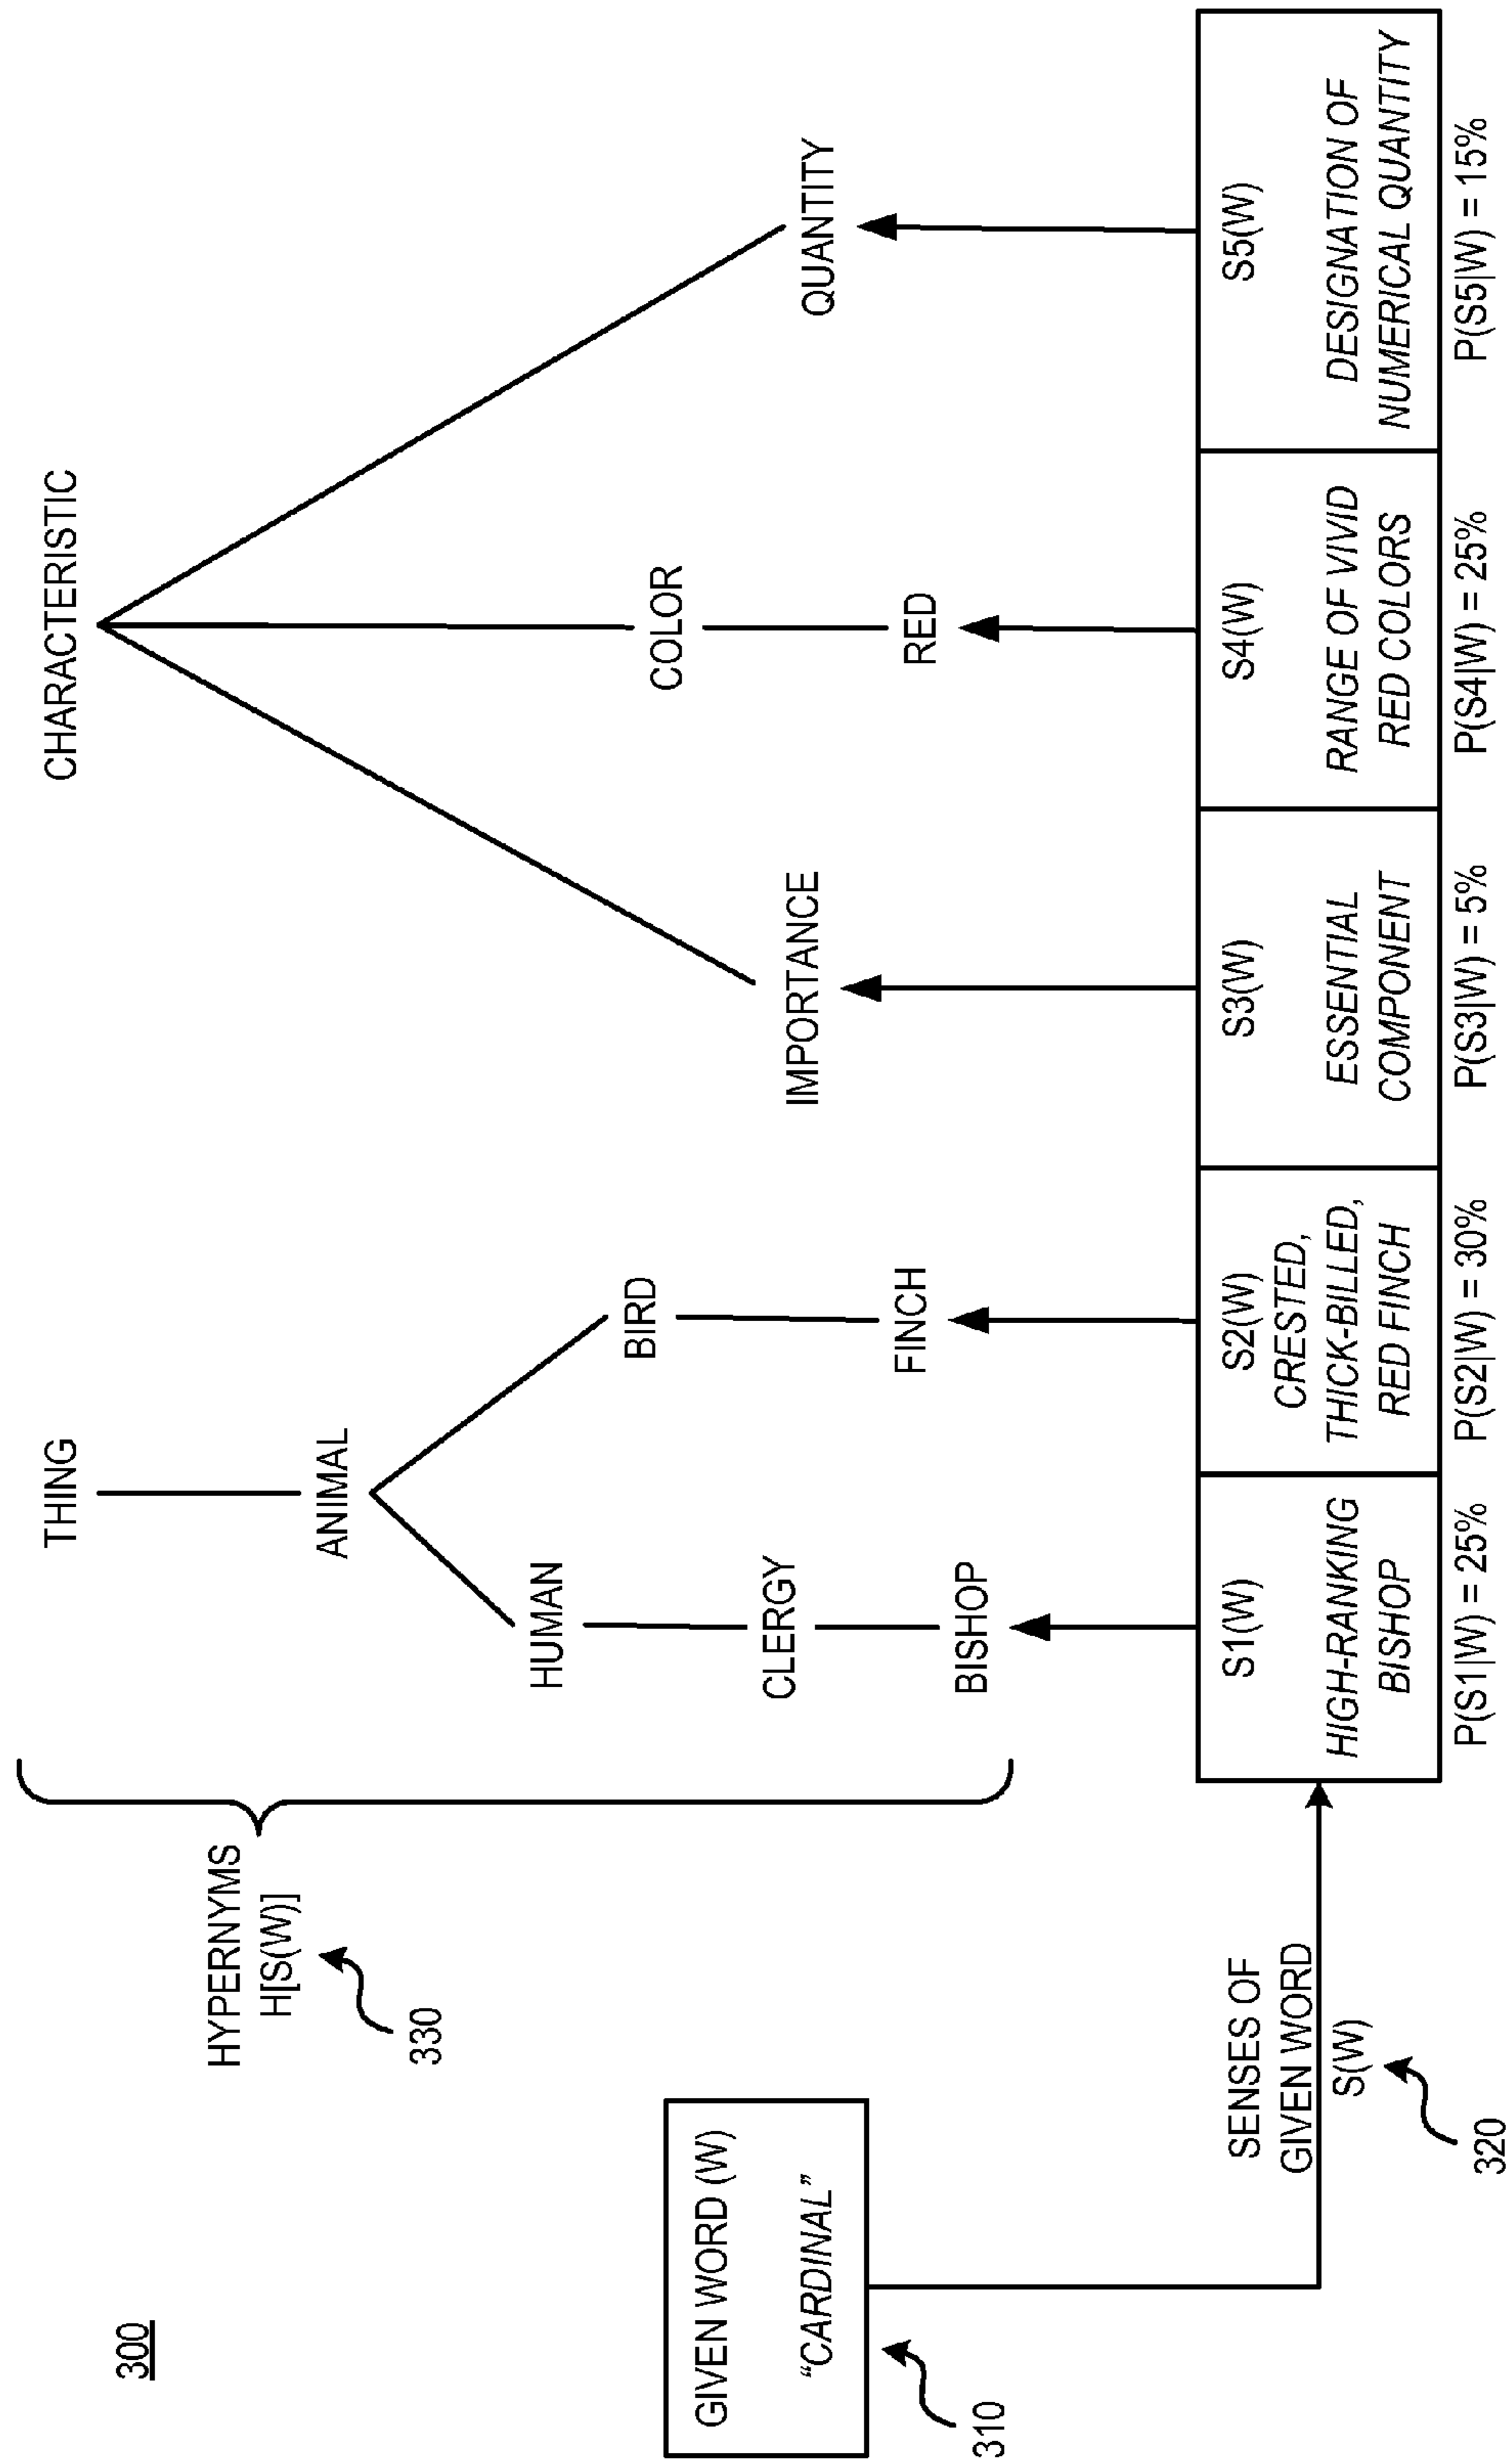 300
THING
CHARACTERISTIC
HYPERNYMS
H[S(W)]
330
ANIMAL
HUMAN
BIRD
COLOR
CLERGY
IMPORTANCE
QUANTITY
BISHOP
FINCH
RED
GIVEN WORD (W)
“CARDINAL”
310
SENSES OF
GIVEN WORD
S(W)
320
S1(W)
HIGH-RANKING
BISHOP
P(S1|W) = 25%
S2(W)
CRESTED,
THICK-BILLED,
RED FINCH
P(S2|W) = 30%
S3(W)
ESSENTIAL
COMPONENT
P(S3|W) = 5%
S4(W)
RANGE OF VIVID
RED COLORS
P(S4|W) = 25%
S5(W)
DESIGNATION OF
NUMERICAL QUANTITY
P(S5|W) = 15%